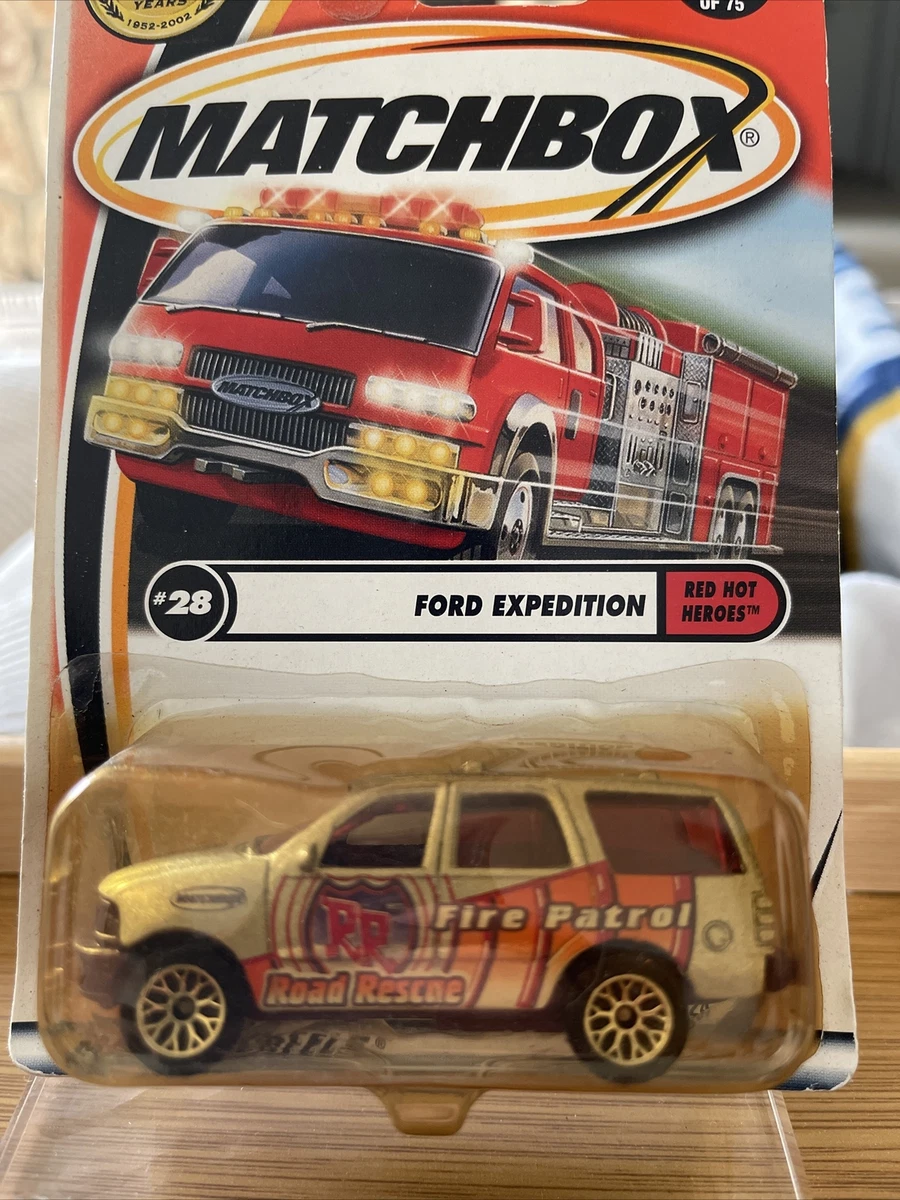 YEARS
1952-2002
OF 75
MATCHBOX®
MATCHBOX
#28
FORD EXPEDITION
RED HOT
HEROES™
RR
Fire Patrol
Road Rescue